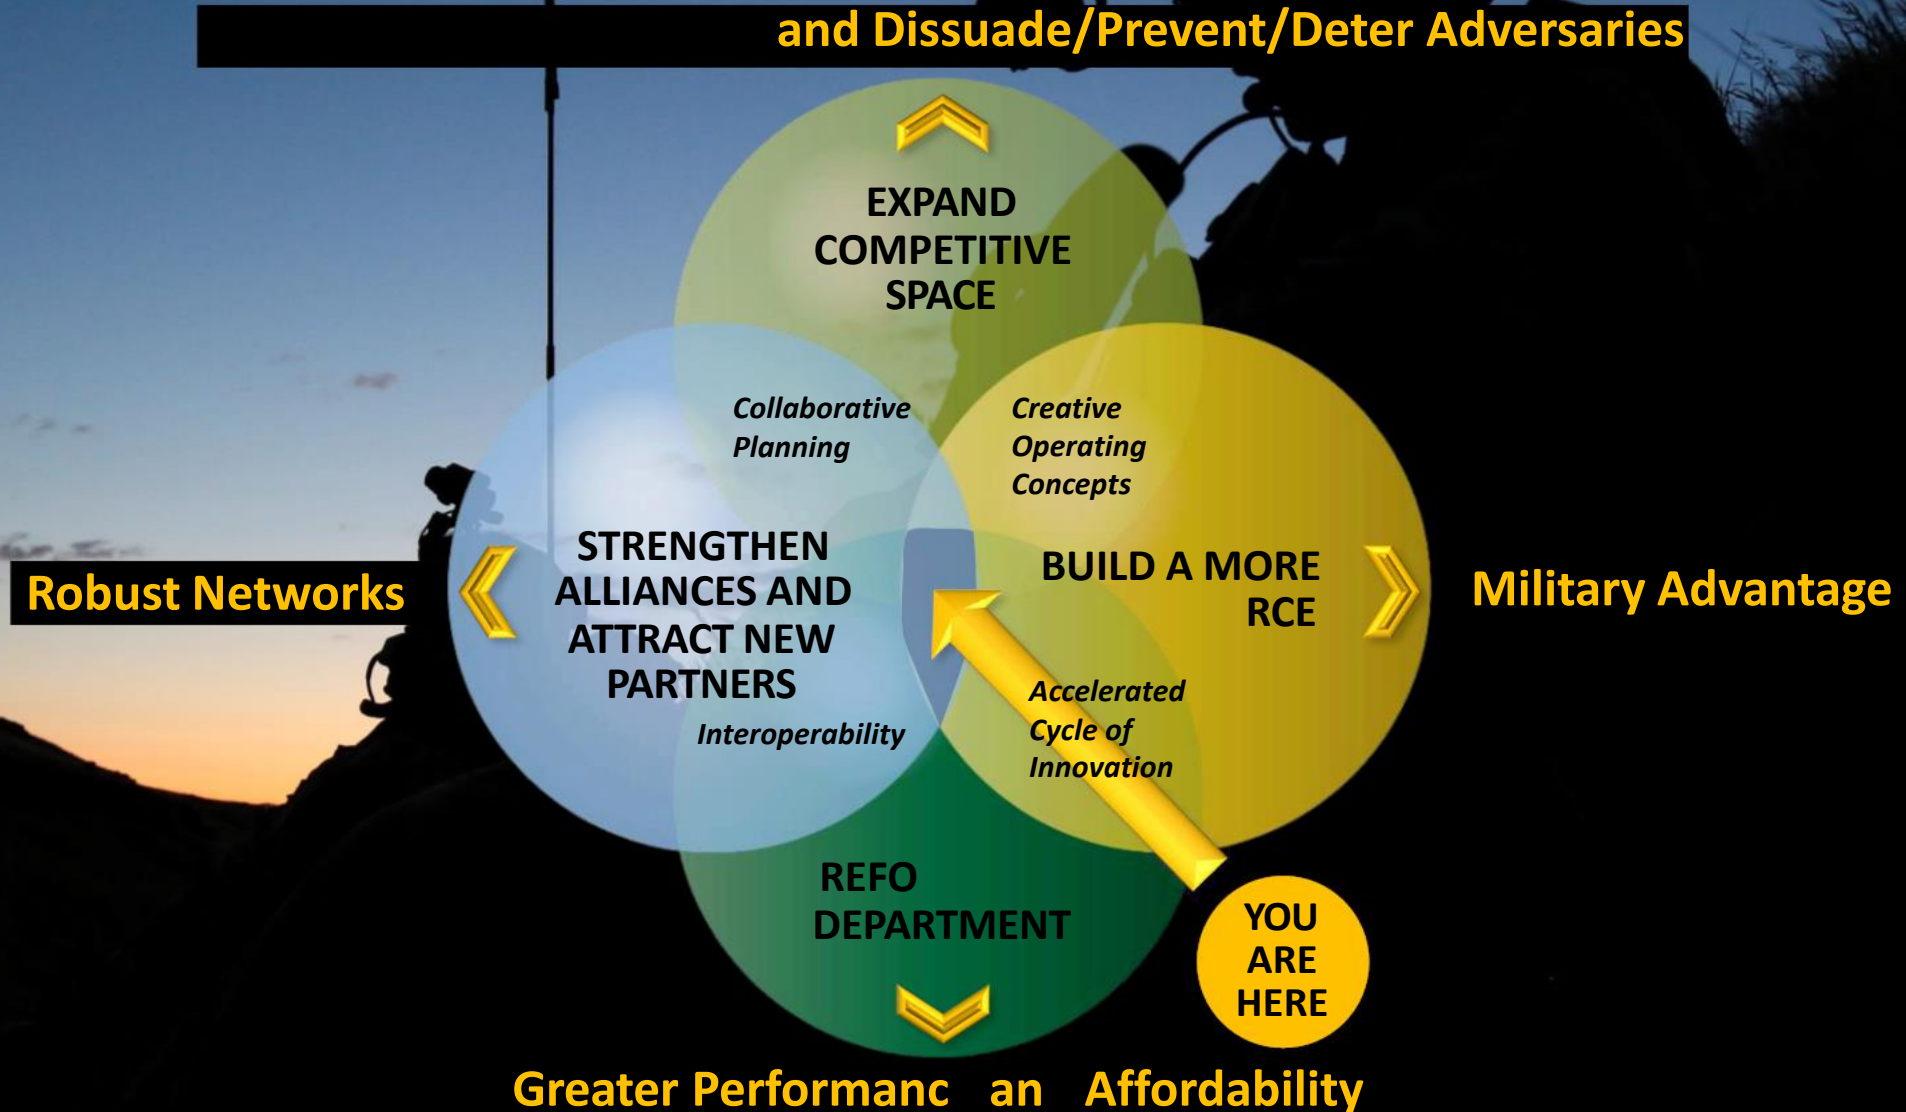 and Dissuade/Prevent/Deter Adversaries
EXPAND
COMPETITIVE
SPACE
Collaborative
Planning
Creative
Operating
Concepts
Robust Networks
STRENGTHEN
ALLIANCES AND
ATTRACT NEW
PARTNERS
BUILD A MORE
RCE
Military Advantage
Interoperability
Accelerated
Cycle of
Innovation
REFO
DEPARTMENT
YOU
ARE
HERE
Greater Performanc an Affordability